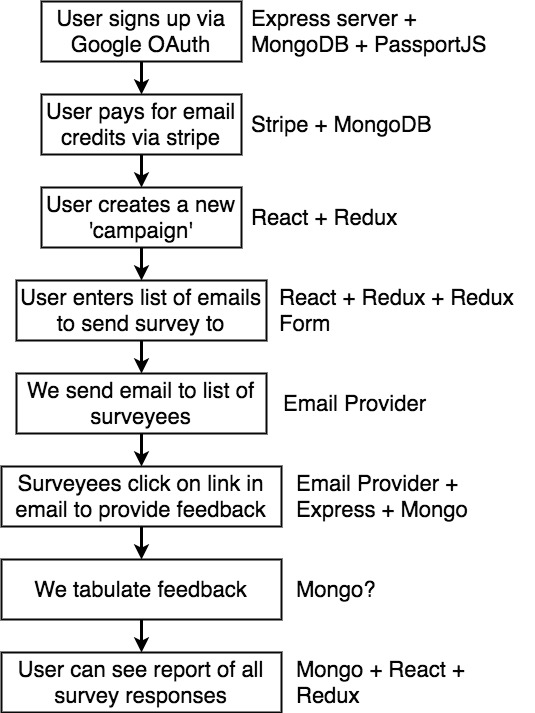 User signs up via
Google OAuth
Express server +
MongoDB + PassportJS
User pays for email
credits via stripe
Stripe + MongoDB
User creates a new
'campaign'
React + Redux
User enters list of emails
to send survey to
React + Redux + Redux
Form
We send email to list of
surveyees
Email Provider
Surveyees click on link in
email to provide feedback
Email Provider +
Express + Mongo
We tabulate feedback
Mongo?
User can see report of all
survey responses
Mongo + React +
Redux